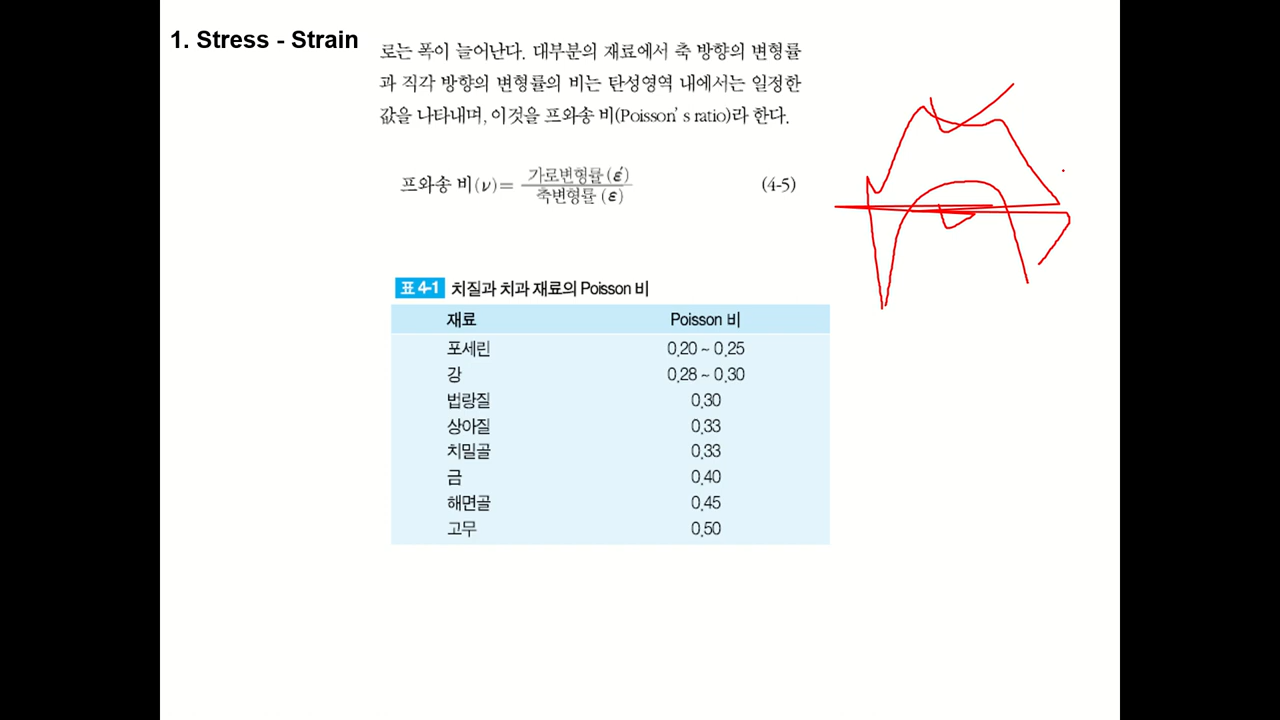 1. Stress - Strain
로는 폭이 늘어난다. 대부분의 재료에서 축 방향의 변형률
과 직각 방향의 변형률의 비는 탄성영역 내에서는 일정한
값을 나타내며, 이것을 프와송 비(Poisson's ratio)라 한다.
프와송 비(ν)= 가로변형률 (έ) (4-5)
축변형률 (ε)
표 4-1 치질과 치과 재료의 Poisson 비
재료 Poisson 비
포세린 0.20 ~ 0.25
강 0.28 ~ 0.30
법랑질 0.30
상아질 0.33
치밀골 0.33
금 0.40
해면골 0.45
고무 0.50